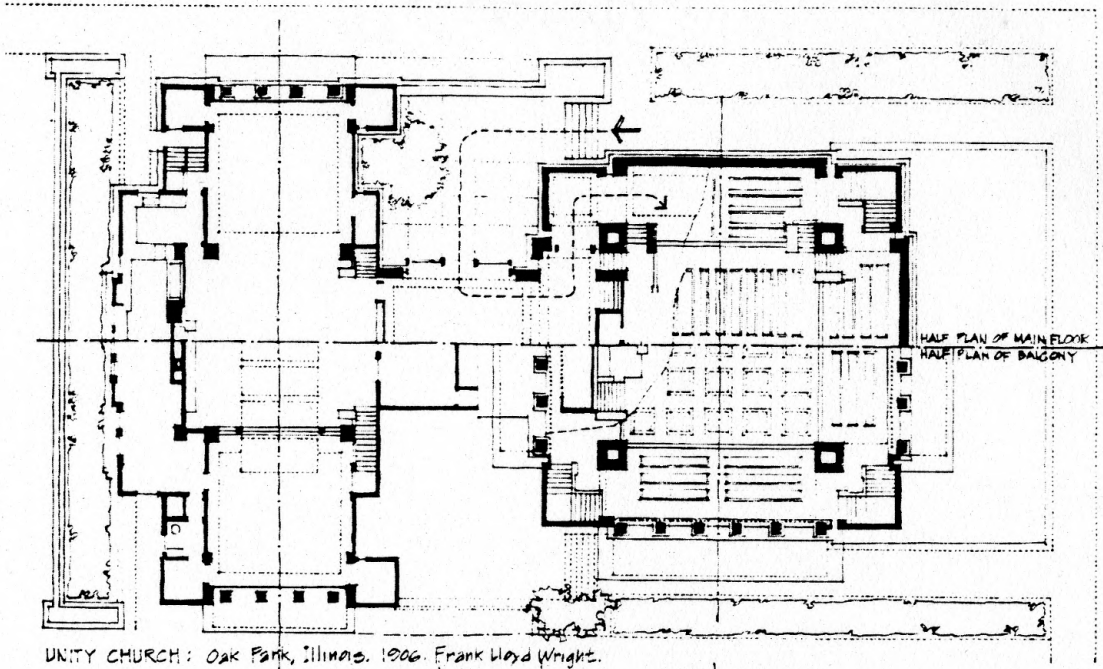 HALF PLAN OF MAIN FLOOR
HALF PLAN OF BALCONY
UNITY CHURCH: Oak Park, Illinois. 1906. Frank Lloyd Wright.